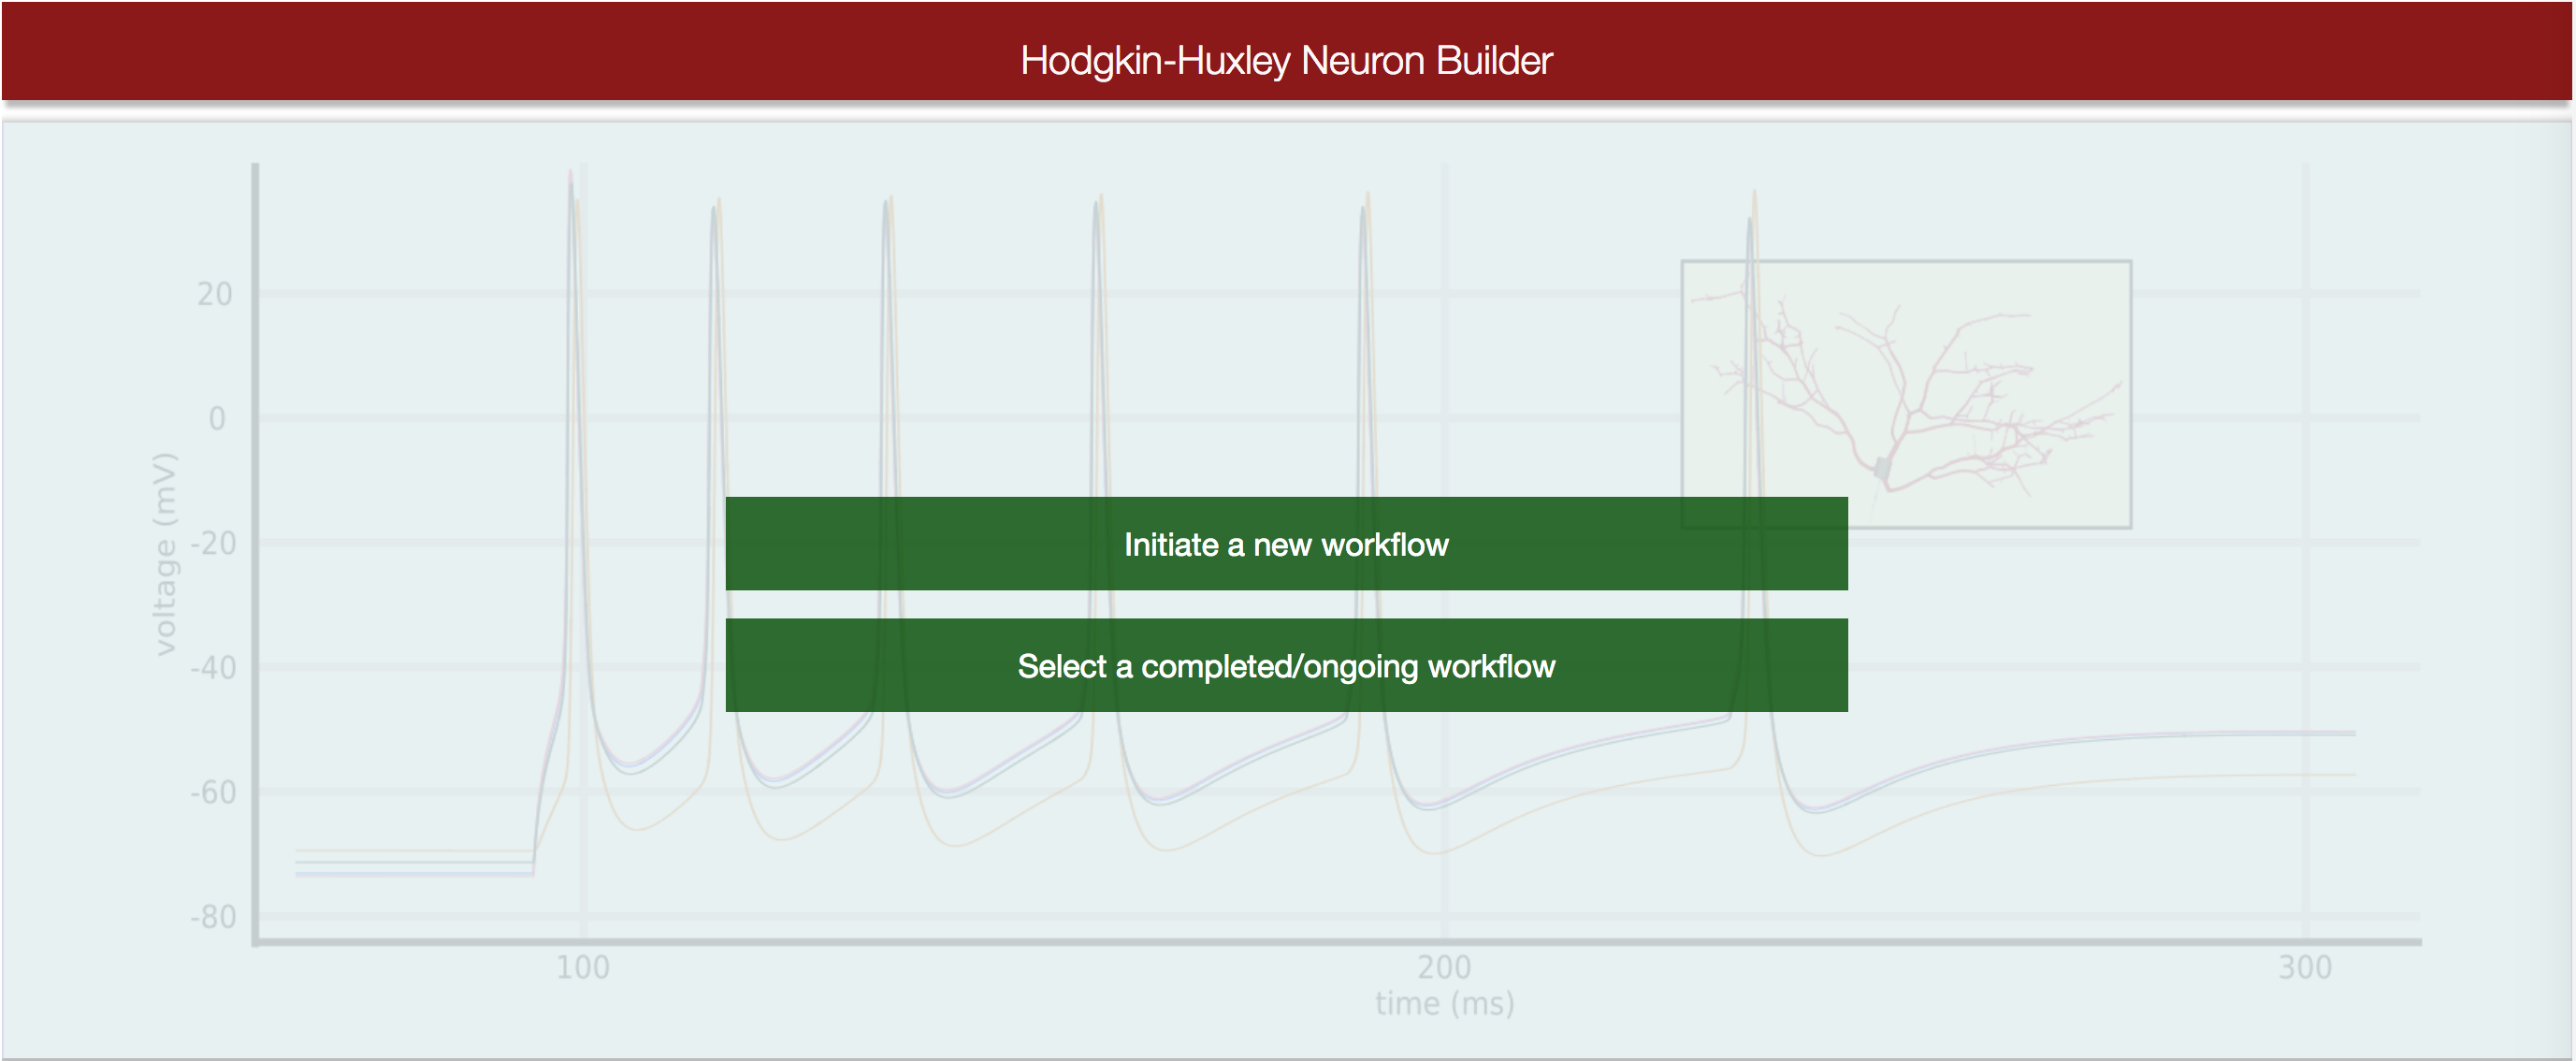 Hodgkin-Huxley Neuron Builder
20
0
-20
-40
-60
-80
voltage (mV)
Initiate a new workflow
Select a completed/ongoing workflow
100
200
300
time (ms)